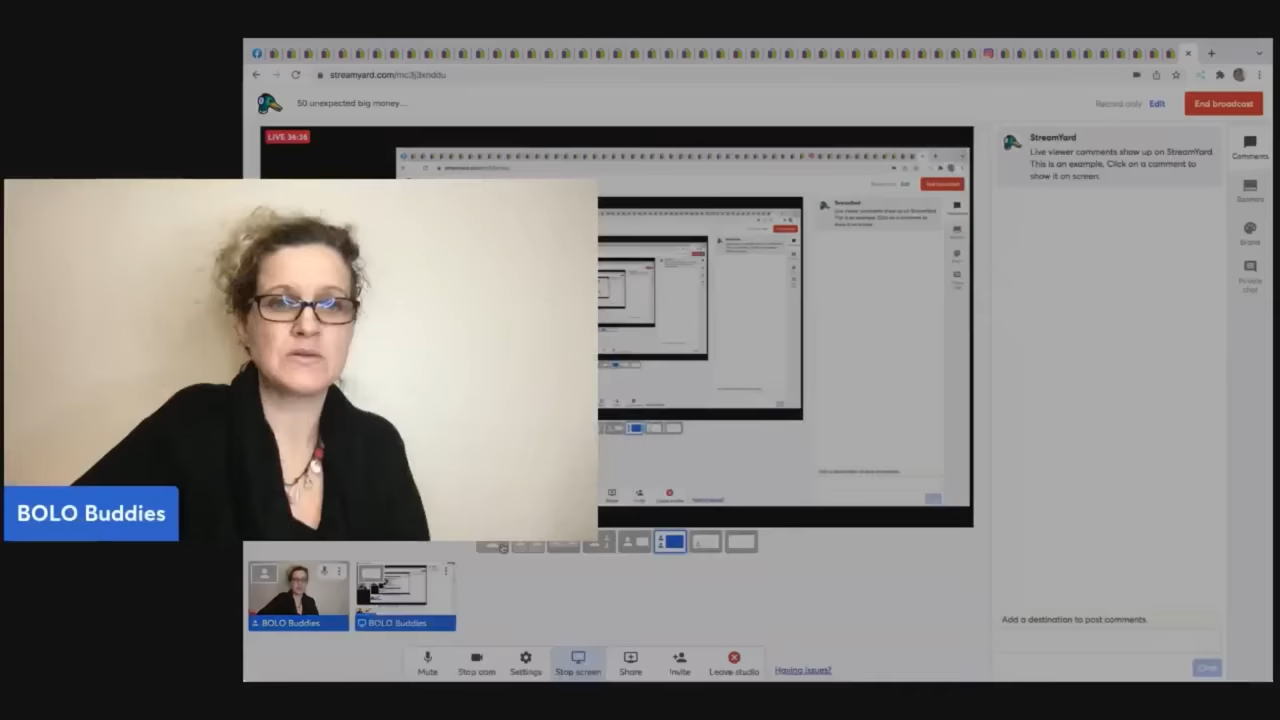 streamyard.com/mc3j3xnddu
50 unexpected big money...
Record only
Edit
End broadcast
LIVE 36:36
StreamYard
Live viewer comments show up on StreamYard.
This is an example. Click on a comment to
show it on screen.
Comments
Banners
Brand
Private
chat
BOLO Buddies
BOLO Buddies
BOLO Buddies
Add a destination to post comments.
Chat
Mute
Stop cam
Settings
Stop screen
Share
Invite
Leave studio
Having issues?